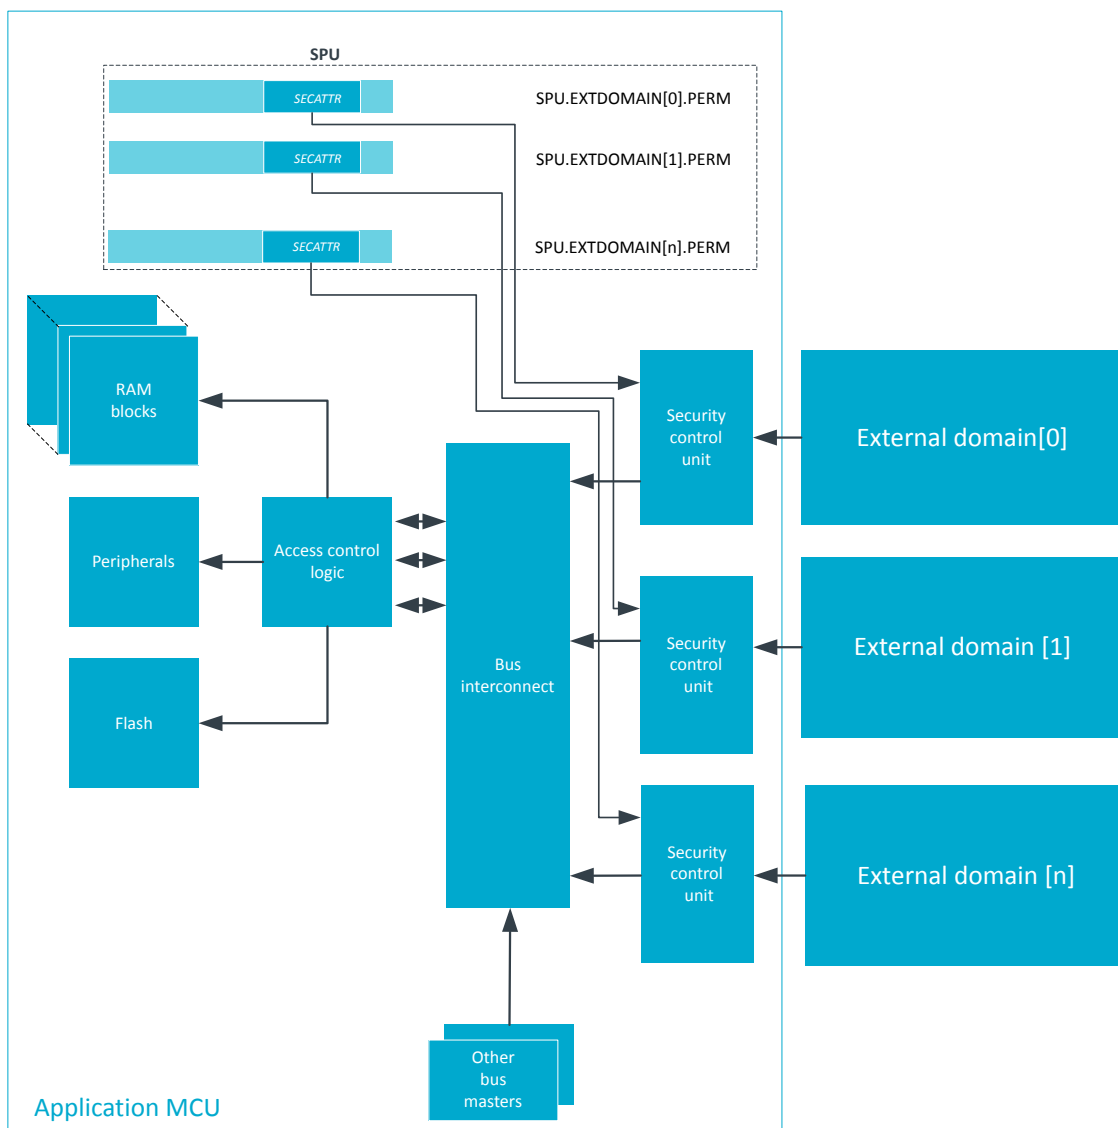 SPU
SECATTR
SPU.EXTDOMAIN[0].PERM
SECATTR
SPU.EXTDOMAIN[1].PERM
SECATTR
SPU.EXTDOMAIN[n].PERM
RAM
blocks
Security
control
unit
External domain[0]
Peripherals
Access control
logic
Bus
interconnect
Security
control
unit
External domain [1]
Flash
Security
control
unit
External domain [n]
Other
bus
masters
Application MCU